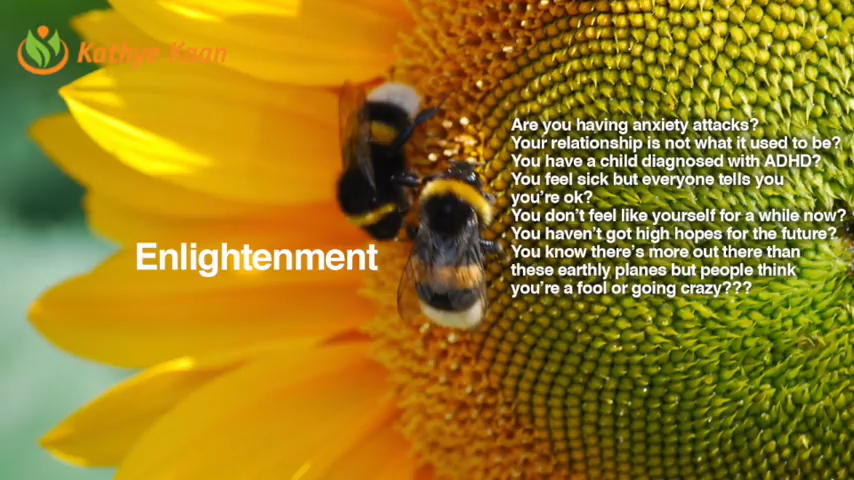 Kathye Kaan
Enlightenment
Are you having anxiety attacks?
Your relationship is not what it used to be?
You have a child diagnosed with ADHD?
You feel sick but everyone tells you
you're ok?
You don't feel like yourself for a while now?
You haven't got high hopes for the future?
You know there's more out there than
these earthly planes but people think
you're a fool or going crazy???